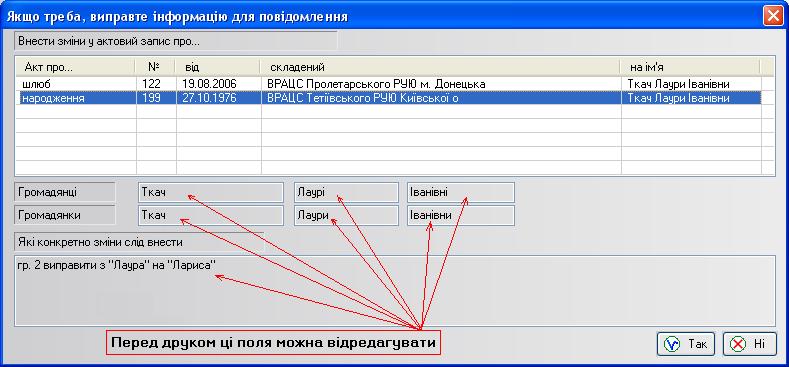 Якщо треба, виправте інформацію для повідомлення
Внести зміни у актовий запис про...
Акт про... № від складений на ім'я
шлюб 122 19.08.2006 ВРАЦС Пролетарського РУЮ м. Донецька Ткач Лаури Іванівни
народження 199 27.10.1976 ВРАЦС Тетіївського РУЮ Київської о Ткач Лаури Іванівни
Громадянці Ткач Лаурі Іванівні
Громадянки Ткач Лаури Іванівни
Які конкретно зміни слід внести
гр. 2 виправити з "Лаура" на "Лариса"
Перед друком ці поля можна відредагувати
Так Ні